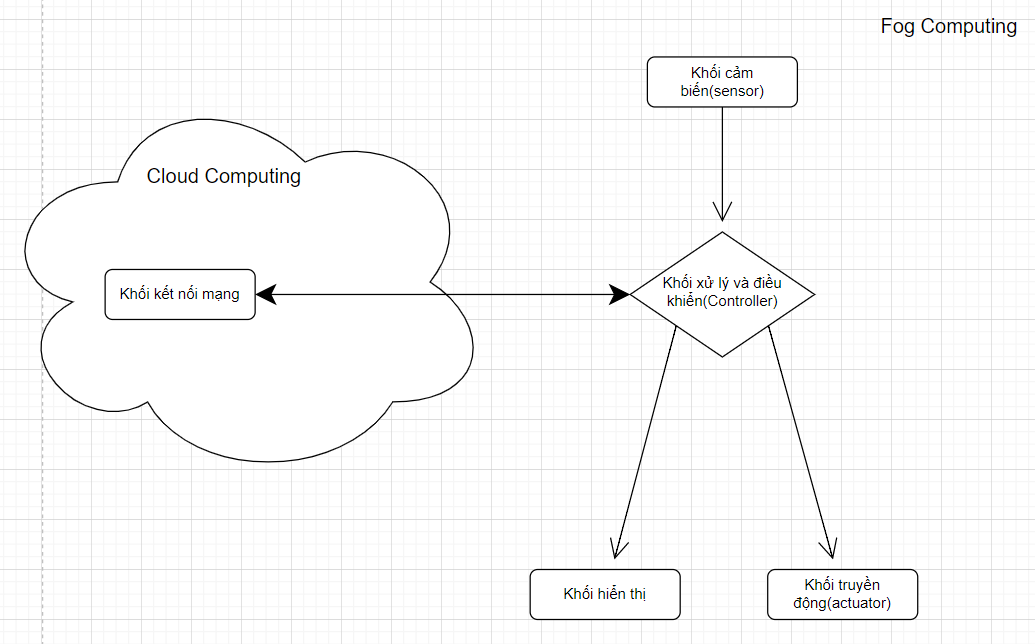 Fog Computing
Khối cảm
biến(sensor)
Cloud Computing
Khối kết nối mạng
Khối xử lý và điều
khiển(Controller)
Khối hiển thị
Khối truyền
động(actuator)